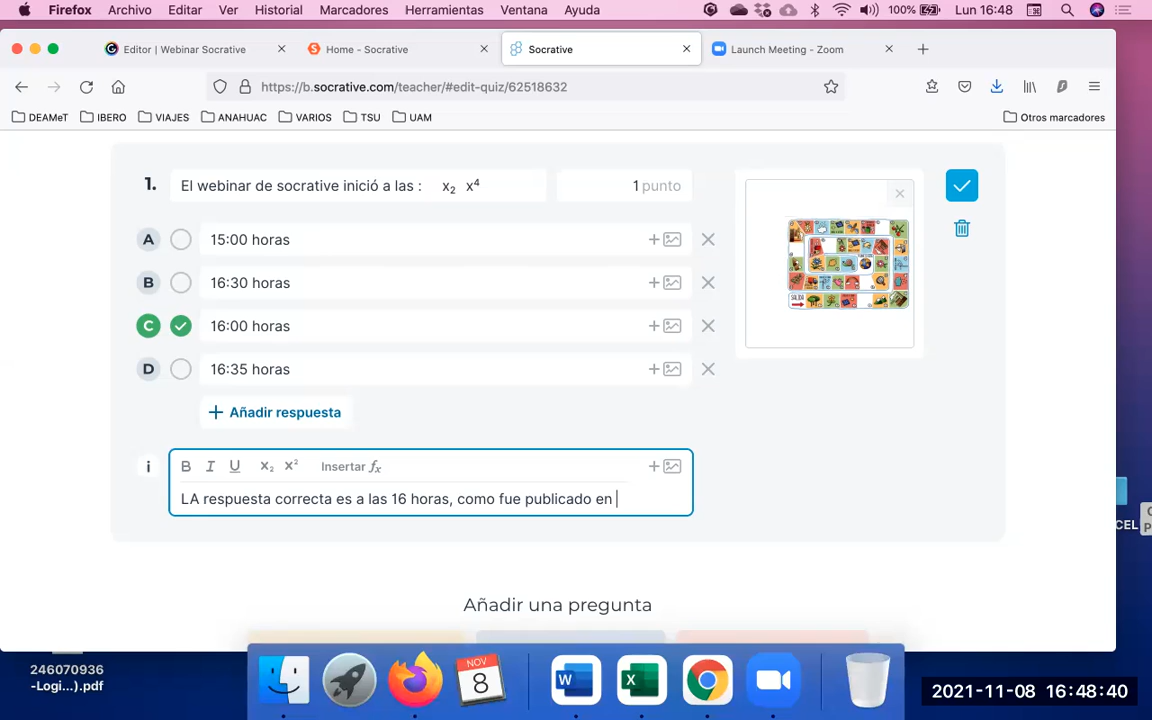 Firefox Archivo Editar Ver Historial Marcadores Herramientas Ventana Ayuda 100% Lun 16:48
Editor | Webinar Socrative Home - Socrative Socrative Launch Meeting - Zoom
https://b.socrative.com/teacher/#edit-quiz/62518632
DEAMeT IBERO VIAJES ANAHUAC VARIOS TSU UAM Otros marcadores
1. El webinar de socrative inició a las : x₂ x⁴ 1 punto
A 15:00 horas
B 16:30 horas
C 16:00 horas
D 16:35 horas
Añadir respuesta
i B I U x₂ x² Insertar fx
LA respuesta correcta es a las 16 horas, como fue publicado en
Añadir una pregunta
246070936
-Logi...).pdf
NOV
8
W X
2021-11-08 16:48:40
SALIDA
CEL